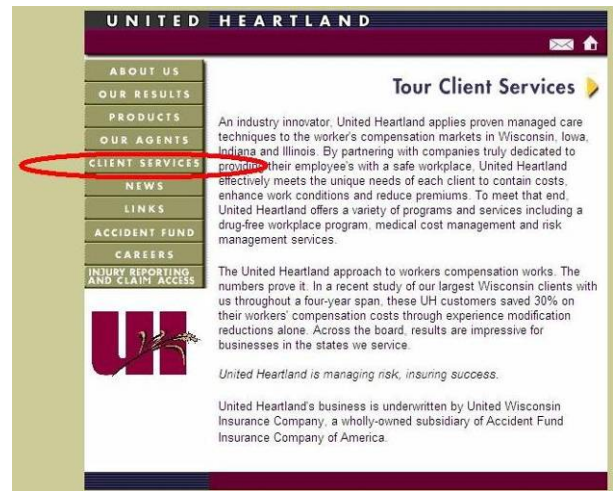 UNITED HEARTLAND
ABOUT US
OUR RESULTS
PRODUCTS
OUR AGENTS
CLIENT SERVICES
NEWS
LINKS
ACCIDENT FUND
CAREERS
INJURY REPORTING
AND CLAIM ACCESS
UH
Tour Client Services
An industry innovator, United Heartland applies proven managed care
techniques to the worker's compensation markets in Wisconsin, Iowa,
Indiana and Illinois. By partnering with companies truly dedicated to
providing their employee's with a safe workplace, United Heartland
effectively meets the unique needs of each client to contain costs,
enhance work conditions and reduce premiums. To meet that end,
United Heartland offers a variety of programs and services including a
drug-free workplace program, medical cost management and risk
management services.
The United Heartland approach to workers compensation works. The
numbers prove it. In a recent study of our largest Wisconsin clients with
us throughout a four-year span, these UH customers saved 30% on
their workers' compensation costs through experience modification
reductions alone. Across the board, results are impressive for
businesses in the states we service.
United Heartland is managing risk, insuring success.
United Heartland's business is underwritten by United Wisconsin
Insurance Company, a wholly-owned subsidiary of Accident Fund
Insurance Company of America.